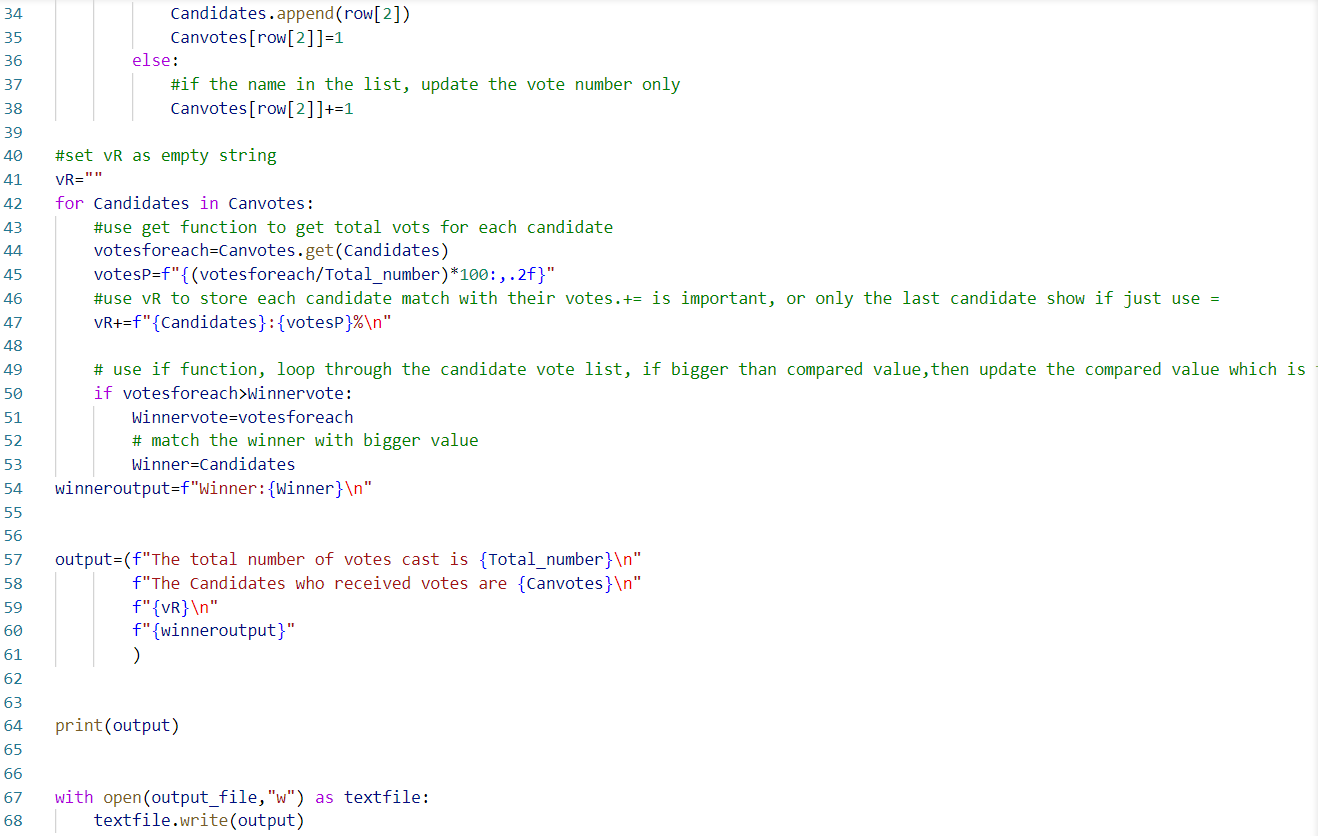 34 Candidates.append(row[2])
35 Canvotes[row[2]]=1
36 else:
37 #if the name in the list, update the vote number only
38 Canvotes[row[2]]+=1
39
40 #set vR as empty string
41 vR=""
42 for Candidates in Canvotes:
43 #use get function to get total vots for each candidate
44 votesforeach=Canvotes.get(Candidates)
45 votesP=f"{(votesforeach/Total_number)*100:,.2f}"
46 #use vR to store each candidate match with their votes.+= is important, or only the last candidate show if just use =
47 vR+=f"{Candidates}:{votesP}%\n"
48
49 # use if function, loop through the candidate vote list, if bigger than compared value,then update the compared value which is
50 if votesforeach>Winnervote:
51 Winnervote=votesforeach
52 # match the winner with bigger value
53 Winner=Candidates
54 winneroutput=f"Winner:{Winner}\n"
55
56
57 output=(f"The total number of votes cast is {Total_number}\n"
58 f"The Candidates who received votes are {Canvotes}\n"
59 f"{vR}\n"
60 f"{winneroutput}"
61 )
62
63
64 print(output)
65
66
67 with open(output_file,"w") as textfile:
68 textfile.write(output)